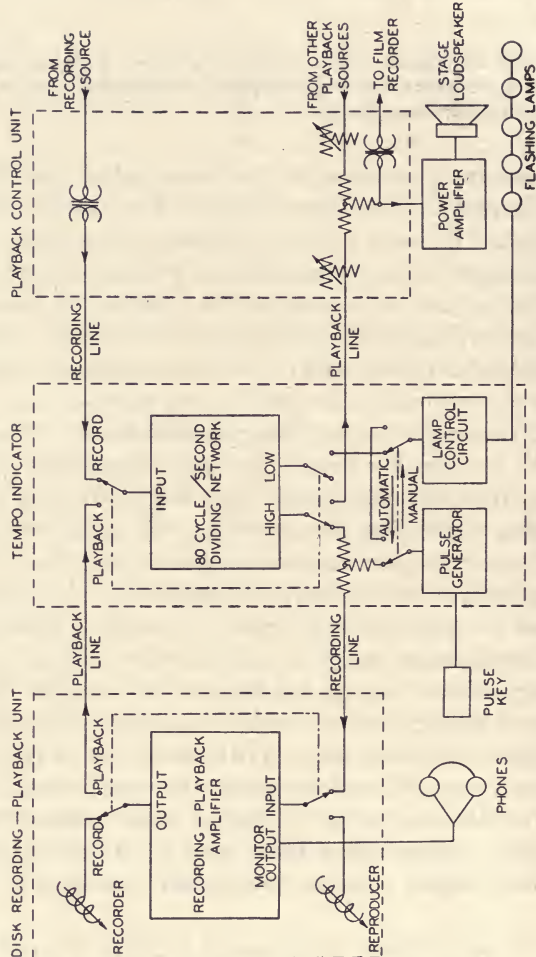 DISK RECORDING — PLAYBACK UNIT
RECORD
PLAYBACK
RECORDER
OUTPUT
RECORDING — PLAYBACK
AMPLIFIER
MONITOR
OUTPUT
INPUT
REPRODUCER
PHONES
PLAYBACK
LINE
RECORDING
LINE
PULSE
KEY
TEMPO INDICATOR
PLAYBACK
RECORD
INPUT
80 CYCLE/SECOND
DIVIDING NETWORK
HIGH
LOW
AUTOMATIC
MANUAL
PULSE
GENERATOR
LAMP
CONTROL
CIRCUIT
RECORDING
LINE
PLAYBACK
LINE
PLAYBACK CONTROL UNIT
FROM
RECORDING
SOURCE
FROM OTHER
PLAYBACK
SOURCES
TO FILM
RECORDER
POWER
AMPLIFIER
STAGE
LOUDSPEAKER
FLASHING LAMPS